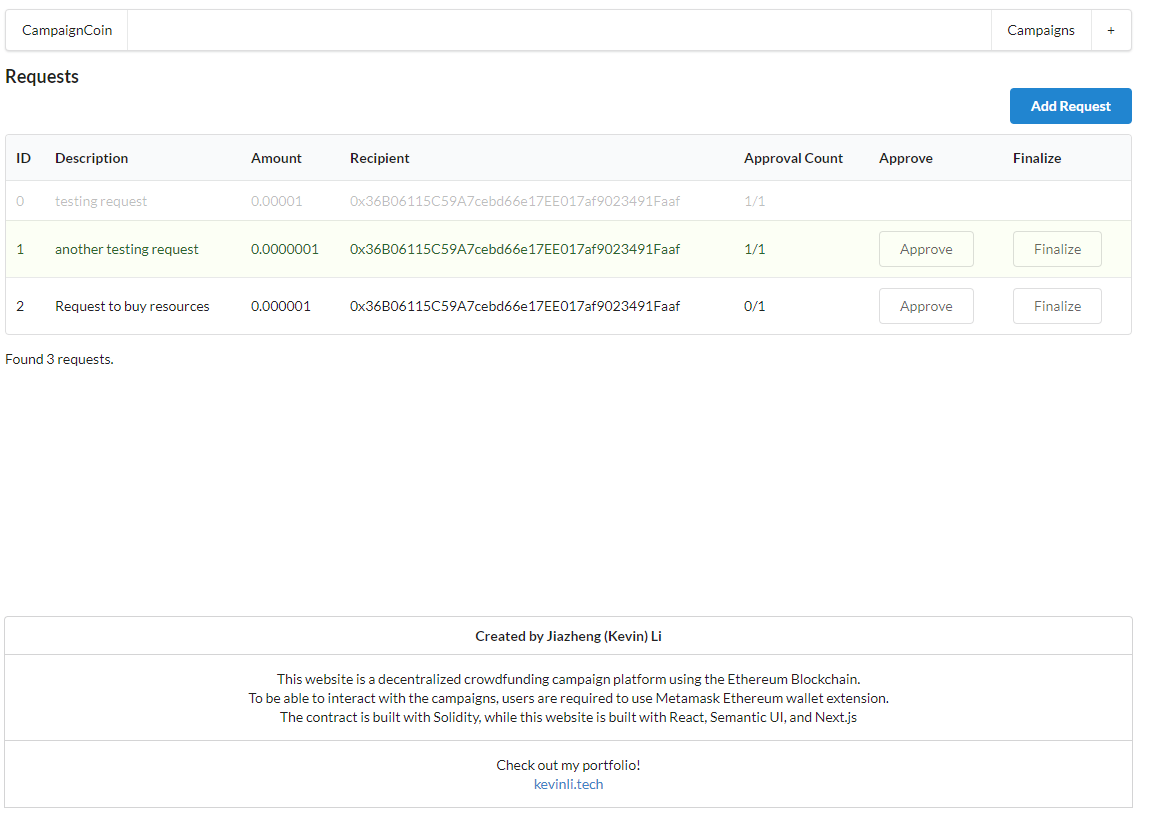 CampaignCoin Campaigns +
Requests
Add Request
ID Description Amount Recipient Approval Count Approve Finalize
0 testing request 0.00001 0x36B06115C59A7cebd66e17EE017af9023491Faaf 1/1
1 another testing request 0.0000001 0x36B06115C59A7cebd66e17EE017af9023491Faaf 1/1 Approve Finalize
2 Request to buy resources 0.000001 0x36B06115C59A7cebd66e17EE017af9023491Faaf 0/1 Approve Finalize
Found 3 requests.
Created by Jiazheng (Kevin) Li
This website is a decentralized crowdfunding campaign platform using the Ethereum Blockchain.
To be able to interact with the campaigns, users are required to use Metamask Ethereum wallet extension.
The contract is built with Solidity, while this website is built with React, Semantic UI, and Next.js
Check out my portfolio!
kevinli.tech